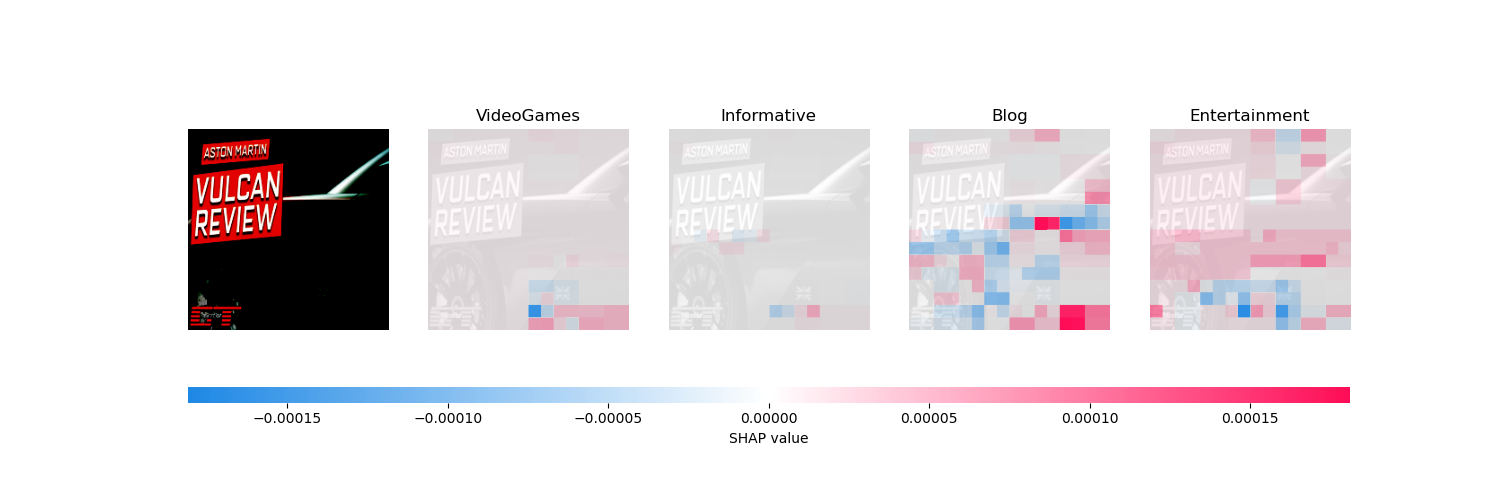 VideoGames
Informative
Blog
Entertainment
ASTON MARTIN
VULCAN
REVIEW
ASTON MARTIN
VULCAN
REVIEW
ASTON MARTIN
VULCAN
REVIEW
ASTON MARTIN
VULCAN
REVIEW
ASTON MARTIN
VULCAN
REVIEW
−0.00015
−0.00010
−0.00005
0.00000
0.00005
0.00010
0.00015
SHAP value